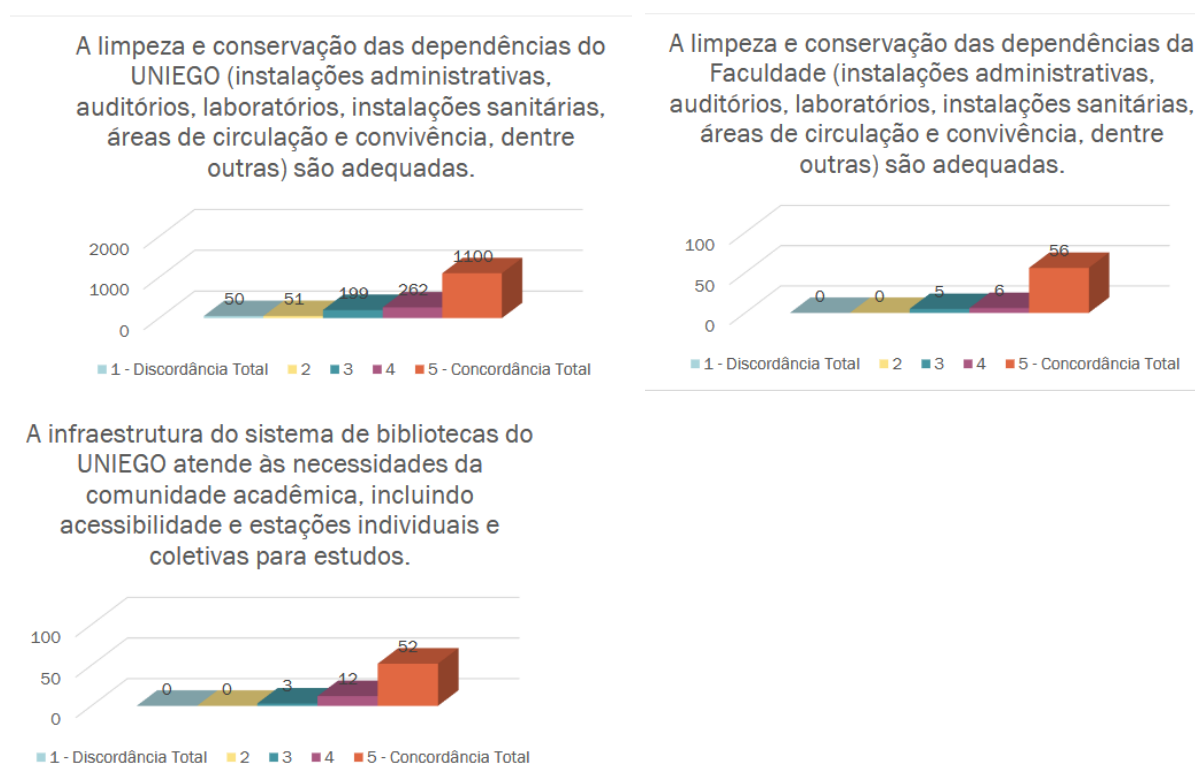 A limpeza e conservação das dependências do
UNIEGO (instalações administrativas,
auditórios, laboratórios, instalações sanitárias,
áreas de circulação e convivência, dentre
outras) são adequadas.
2000
1000
0
50 51 199 262 1100
1 - Discordância Total 2 3 4 5 - Concordância Total
A limpeza e conservação das dependências da
Faculdade (instalações administrativas,
auditórios, laboratórios, instalações sanitárias,
áreas de circulação e convivência, dentre
outras) são adequadas.
100
50
0
0 0 5 6 56
1 - Discordância Total 2 3 4 5 - Concordância Total
A infraestrutura do sistema de bibliotecas do
UNIEGO atende às necessidades da
comunidade acadêmica, incluindo
acessibilidade e estações individuais e
coletivas para estudos.
100
50
0
0 0 3 12 52
1 - Discordância Total 2 3 4 5 - Concordância Total